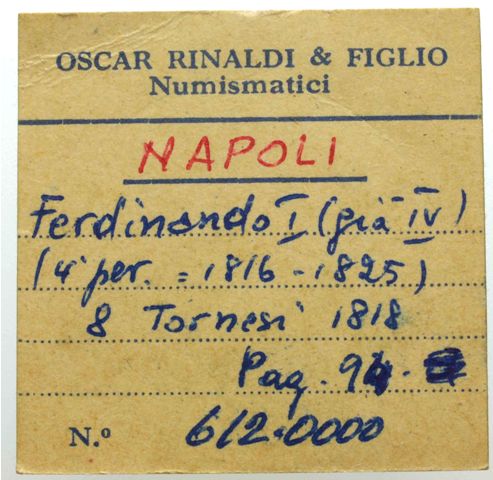 OSCAR RINALDI & FIGLIO
Numismatici
NAPOLI
Ferdinando I (già IV)
(4° per. = 1816-1825)
8 Tornesi 1818
Pag. 94.
N.º 612.0000